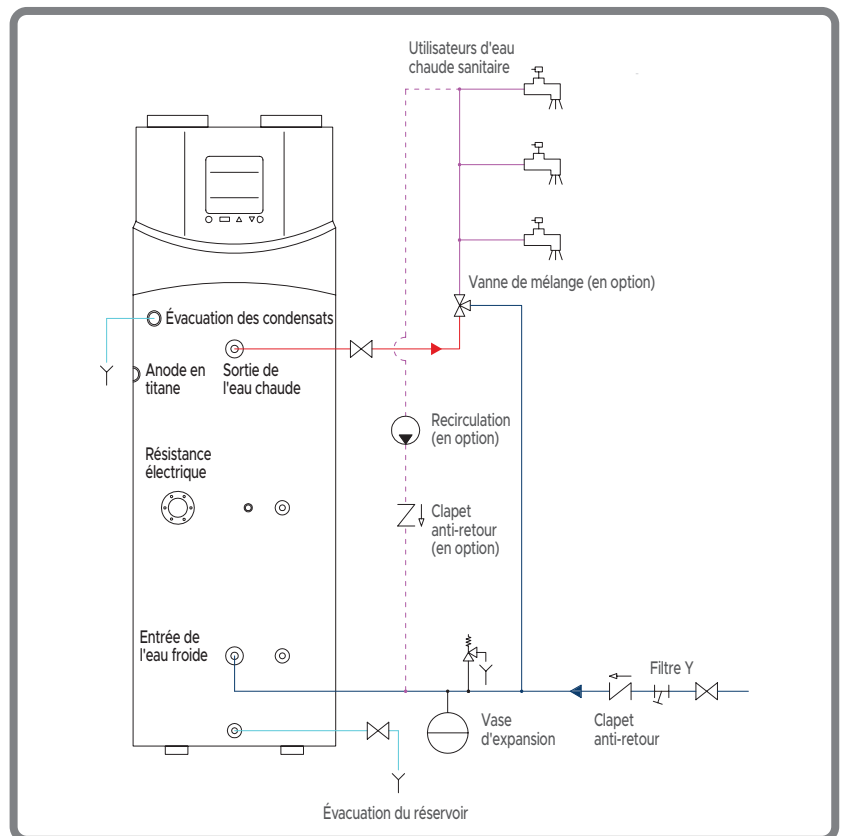 Utilisateurs d'eau
chaude sanitaire
Vanne de mélange (en option)
Évacuation des condensats
Anode en
titane
Sortie de
l'eau chaude
Recirculation
(en option)
Résistance
électrique
Clapet
anti-retour
(en option)
Entrée de
l'eau froide
Filtre Y
Vase
d'expansion
Clapet
anti-retour
Évacuation du réservoir